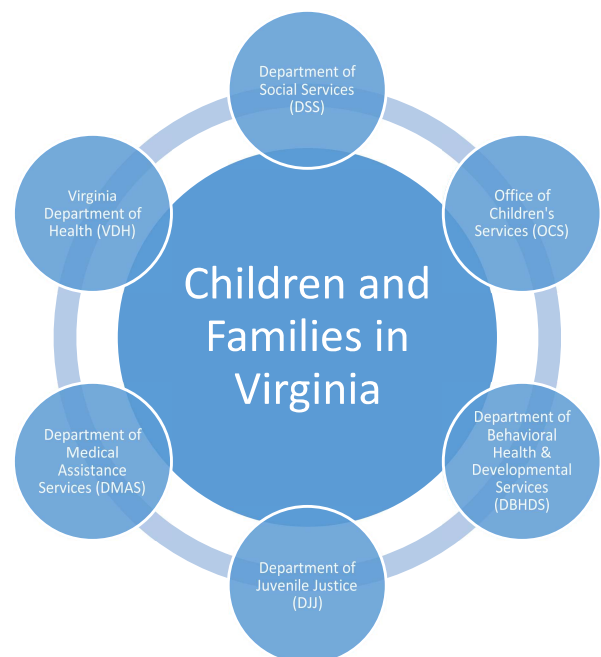 Department of
Social Services
(DSS)
Virginia
Department of
Health (VDH)
Office of
Children's
Services (OCS)
Children and
Families in
Virginia
Department of
Medical
Assistance
Services (DMAS)
Department of
Behavioral
Health &
Developmental
Services
(DBHDS)
Department of
Juvenile Justice
(DJJ)